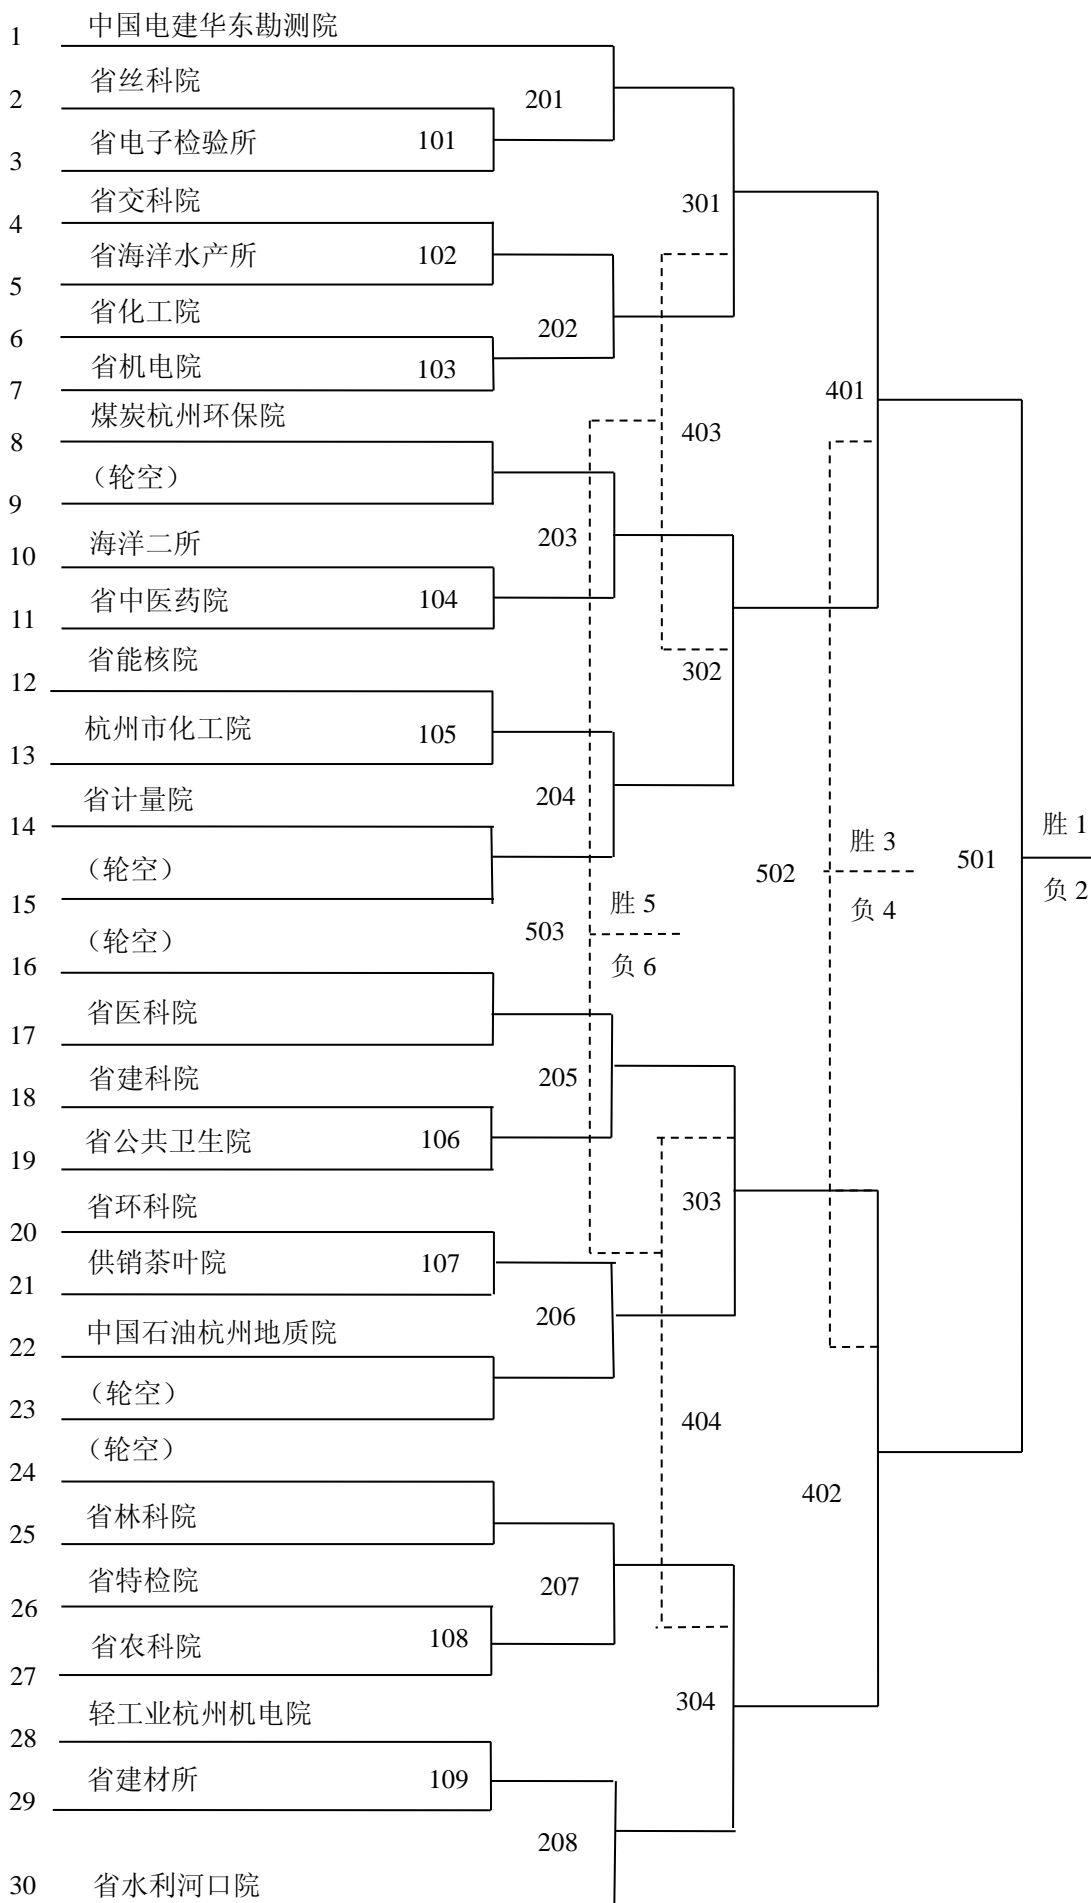 1 中国电建华东勘测院
2 省丝科院
201
3 省电子检验所 101
301
4 省交科院
5 省海洋水产所 102
6 省化工院
202
7 省机电院 103
401
8 煤炭杭州环保院
403
9 （轮空）
203
10 海洋二所
11 省中医药院 104
12 省能核院
302
13 杭州市化工院 105
14 省计量院
204
15 （轮空）
胜 1
501
负 2
胜 3
502
负 4
胜 5
503
负 6
16 （轮空）
17 省医科院
18 省建科院
205
19 省公共卫生院 106
20 省环科院
303
21 供销茶叶院 107
22 中国石油杭州地质院
206
23 （轮空）
404
24 （轮空）
402
25 省林科院
26 省特检院
207
27 省农科院 108
28 轻工业杭州机电院
304
29 省建材所 109
208
30 省水利河口院